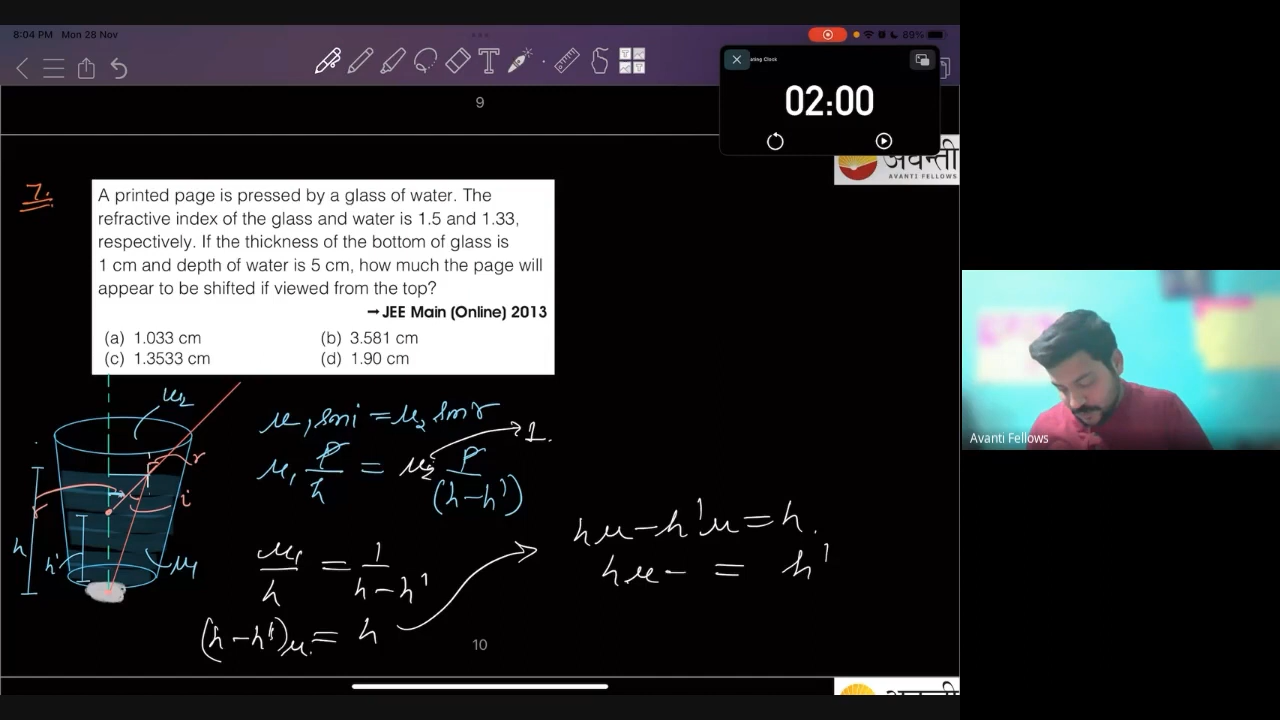 8:04 PM Mon 28 Nov
89%
02:00
9
अवन्ती
AVANTI FELLOWS
7.
A printed page is pressed by a glass of water. The
refractive index of the glass and water is 1.5 and 1.33,
respectively. If the thickness of the bottom of glass is
1 cm and depth of water is 5 cm, how much the page will
appear to be shifted if viewed from the top?
→ JEE Main (Online) 2013
(a) 1.033 cm (b) 3.581 cm
(c) 1.3533 cm (d) 1.90 cm
μ₂
r
i
h
h'
μ₁
μ₁ sin i = μ₂ sin r
1.
μ₁ P/h = μ₂ P/(h-h')
μ₁/h = 1/h-h'
(h-h')μ = h
hμ - h'μ = h.
hμ - = h'
10
Avanti Fellows